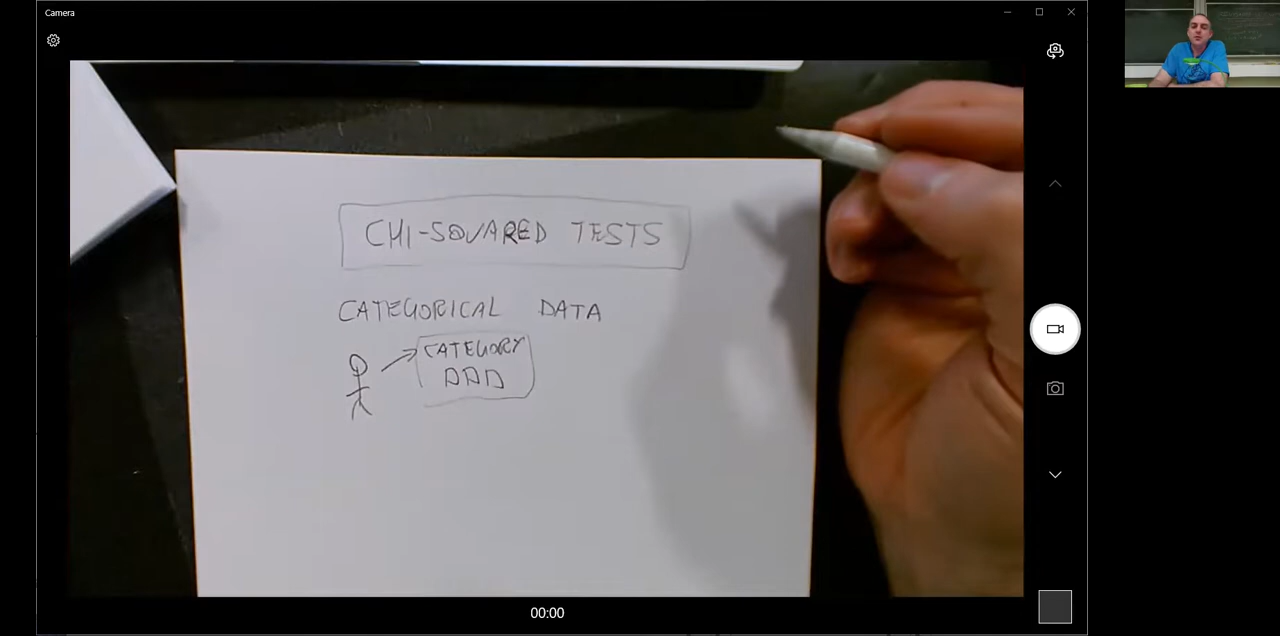 Camera
CHI-SQUARED TESTS
CATEGORICAL DATA
CATEGORY
00:00